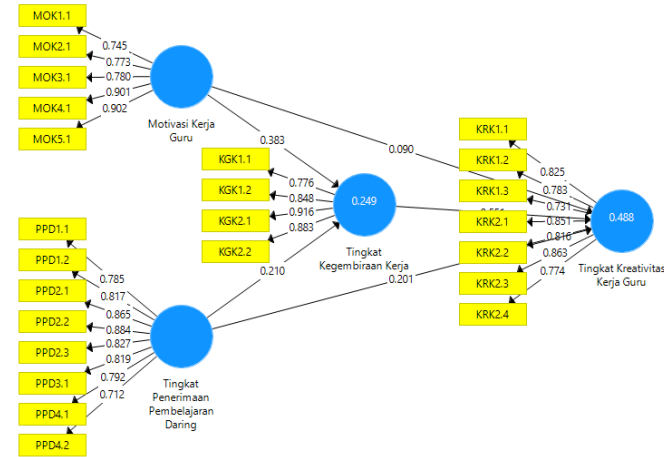 MOK1.1
MOK2.1
MOK3.1
MOK4.1
MOK5.1
0.745
0.773
0.780
0.901
0.902
Motivasi Kerja
Guru
0.383
0.090
KGK1.1
KGK1.2
KGK2.1
KGK2.2
0.776
0.848
0.916
0.883
0.249
Tingkat
Kegembiraan Kerja
0.210
0.201
KRK1.1
KRK1.2
KRK1.3
KRK2.1
KRK2.2
KRK2.3
KRK2.4
0.825
0.783
0.731
0.851
0.816
0.863
0.774
0.488
Tingkat Kreativitas
Kerja Guru
PPD1.1
PPD1.2
PPD2.1
PPD2.2
PPD2.3
PPD3.1
PPD4.1
PPD4.2
0.785
0.817
0.865
0.884
0.827
0.819
0.792
0.712
Tingkat
Penerimaan
Pembelajaran
Daring